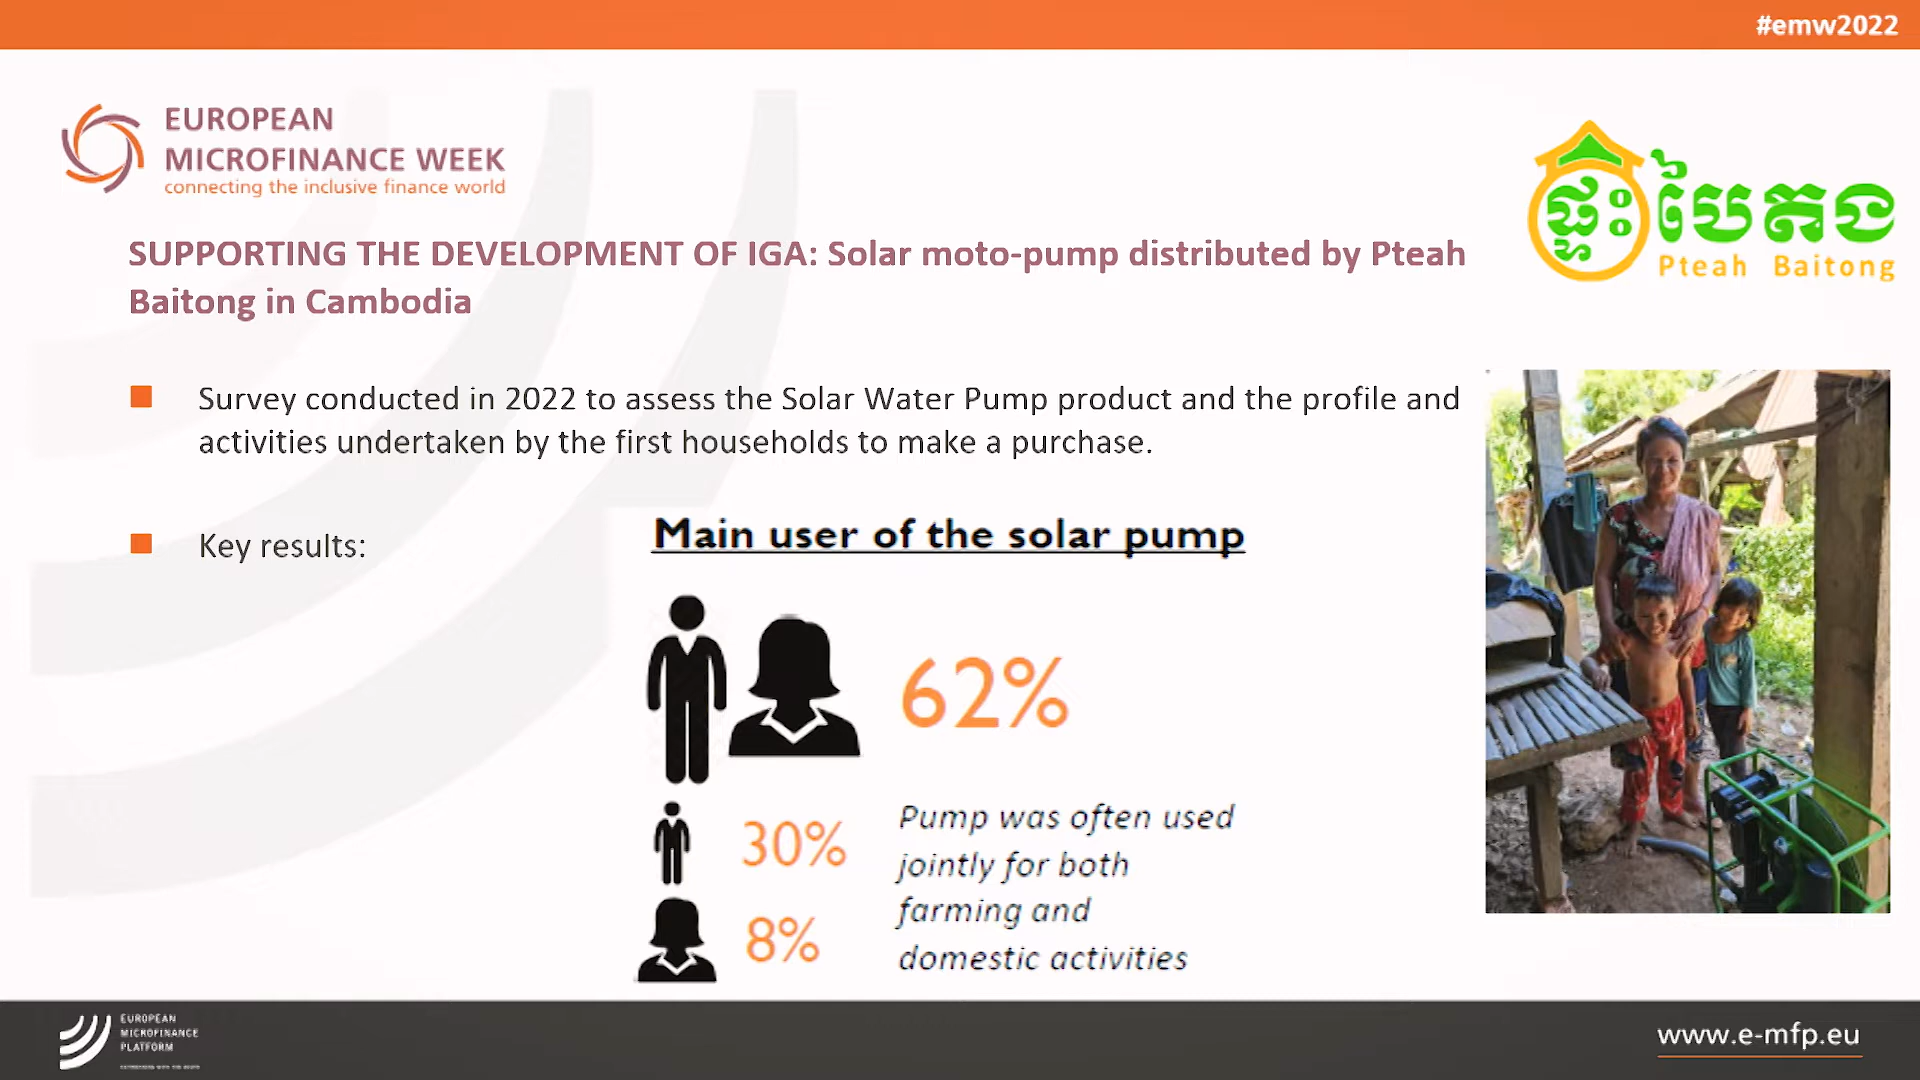 #emw2022
EUROPEAN
MICROFINANCE WEEK
connecting the inclusive finance world
ផ្ទះបៃតង
Pteah Baitong
SUPPORTING THE DEVELOPMENT OF IGA: Solar moto-pump distributed by Pteah
Baitong in Cambodia
Survey conducted in 2022 to assess the Solar Water Pump product and the profile and
activities undertaken by the first households to make a purchase.
Key results:
Main user of the solar pump
62%
30%
8%
Pump was often used
jointly for both
farming and
domestic activities
EUROPEAN
MICROFINANCE
PLATFORM
www.e-mfp.eu